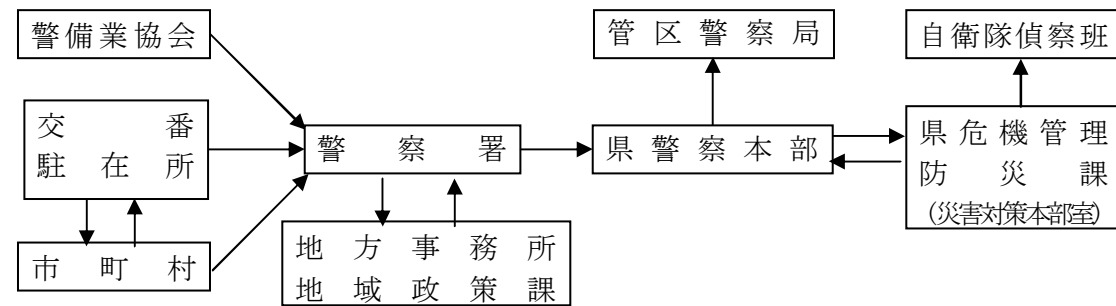 警備業協会
管区警察局
自衛隊偵察班
交番
駐在所
警察署
県警察本部
県危機管理
防災課
(災害対策本部室)
市町村
地方事務所
地域政策課